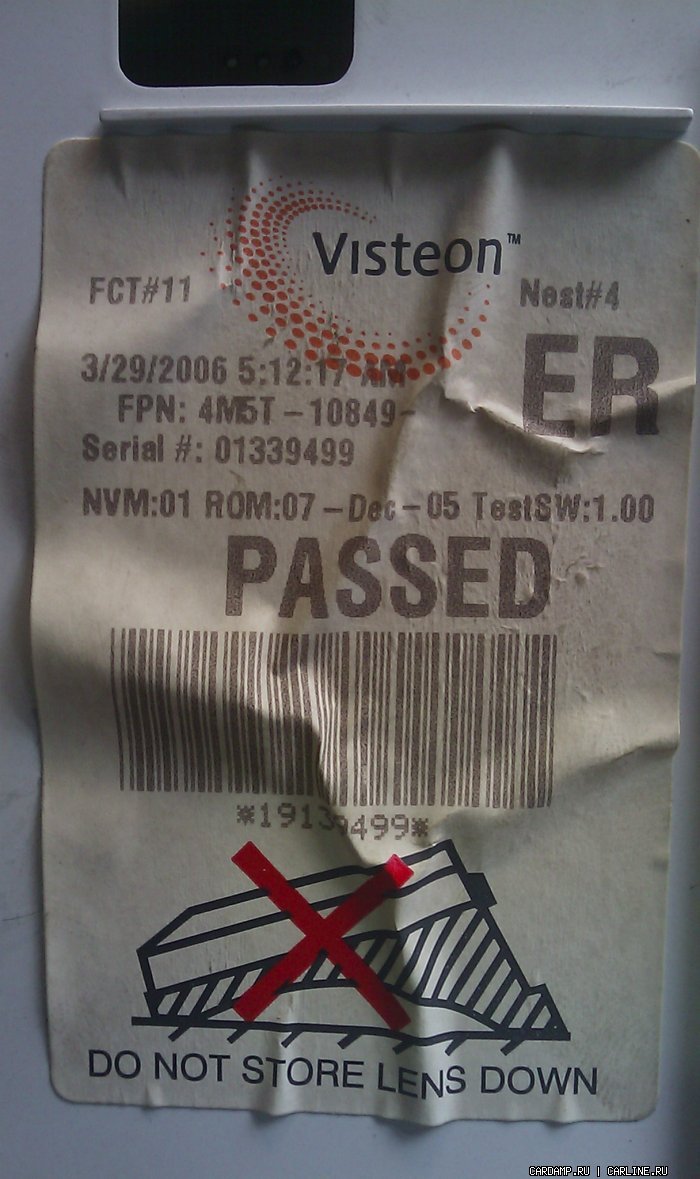 Visteon™
FCT#11
Nest#4
3/29/2006 5:12:17 AM
ER
FPN: 4M5T-10849-
Serial #: 01339499
NVM:01 ROM:07-Dec-05 TestSW:1.00
PASSED
*19139499*
DO NOT STORE LENS DOWN
CARDAMP.RU | CARLINE.RU